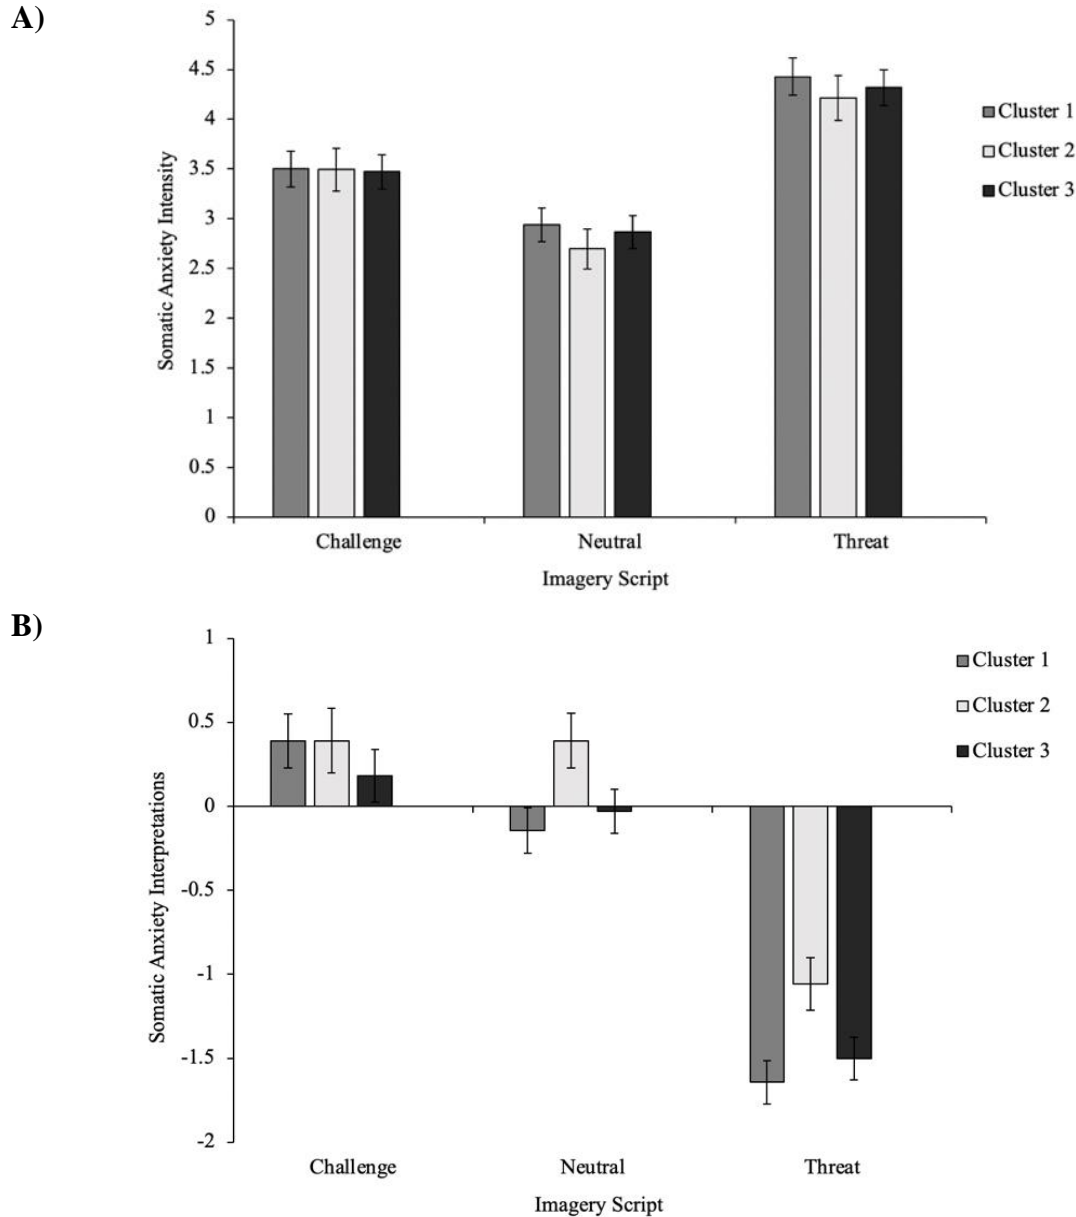 A)
5
4.5
4
3.5
3
2.5
2
1.5
1
0.5
0
Somatic Anxiety Intensity
Challenge Neutral Threat
Imagery Script
Cluster 1
Cluster 2
Cluster 3
B)
1
0.5
0
-0.5
-1
-1.5
-2
Somatic Anxiety Interpretations
Challenge Neutral Threat
Imagery Script
Cluster 1
Cluster 2
Cluster 3